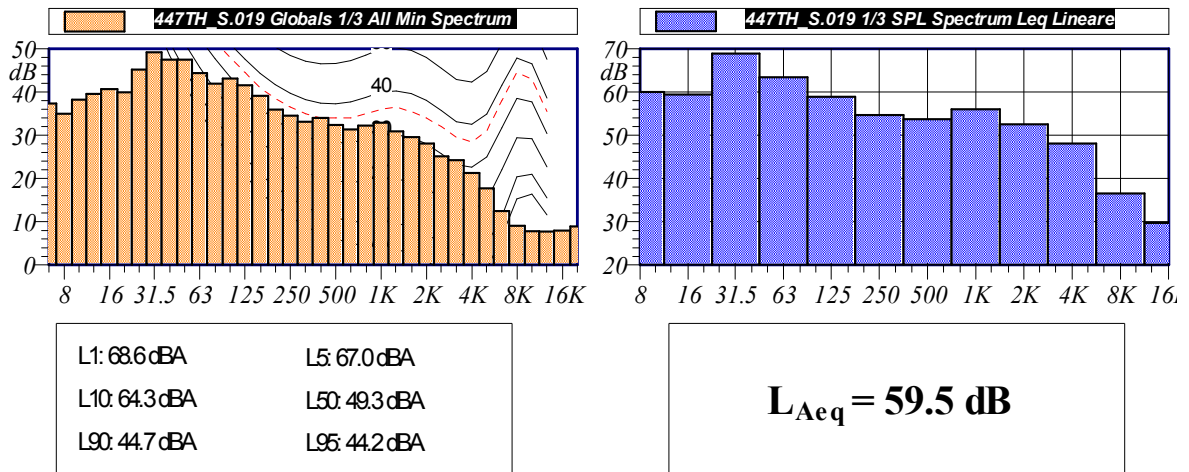 447TH_S.019 Globals 1/3 All Min Spectrum
50
dB
40
30
20
10
0
40
8 16 31.5 63 125 250 500 1K 2K 4K 8K 16K
447TH_S.019 1/3 SPL Spectrum Leq Lineare
70
dB
60
50
40
30
20
8 16 31.5 63 125 250 500 1K 2K 4K 8K
L1: 68.6 dBA L5: 67.0 dBA
L10: 64.3 dBA L50: 49.3 dBA
L90: 44.7 dBA L95: 44.2 dBA
LAeq = 59.5 dB